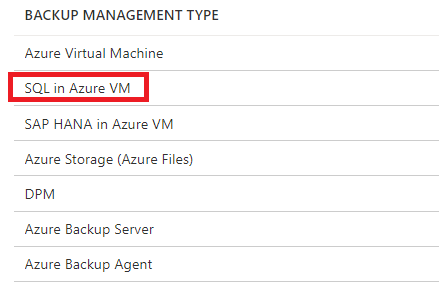 BACKUP MANAGEMENT TYPE
Azure Virtual Machine
SQL in Azure VM
SAP HANA in Azure VM
Azure Storage (Azure Files)
DPM
Azure Backup Server
Azure Backup Agent